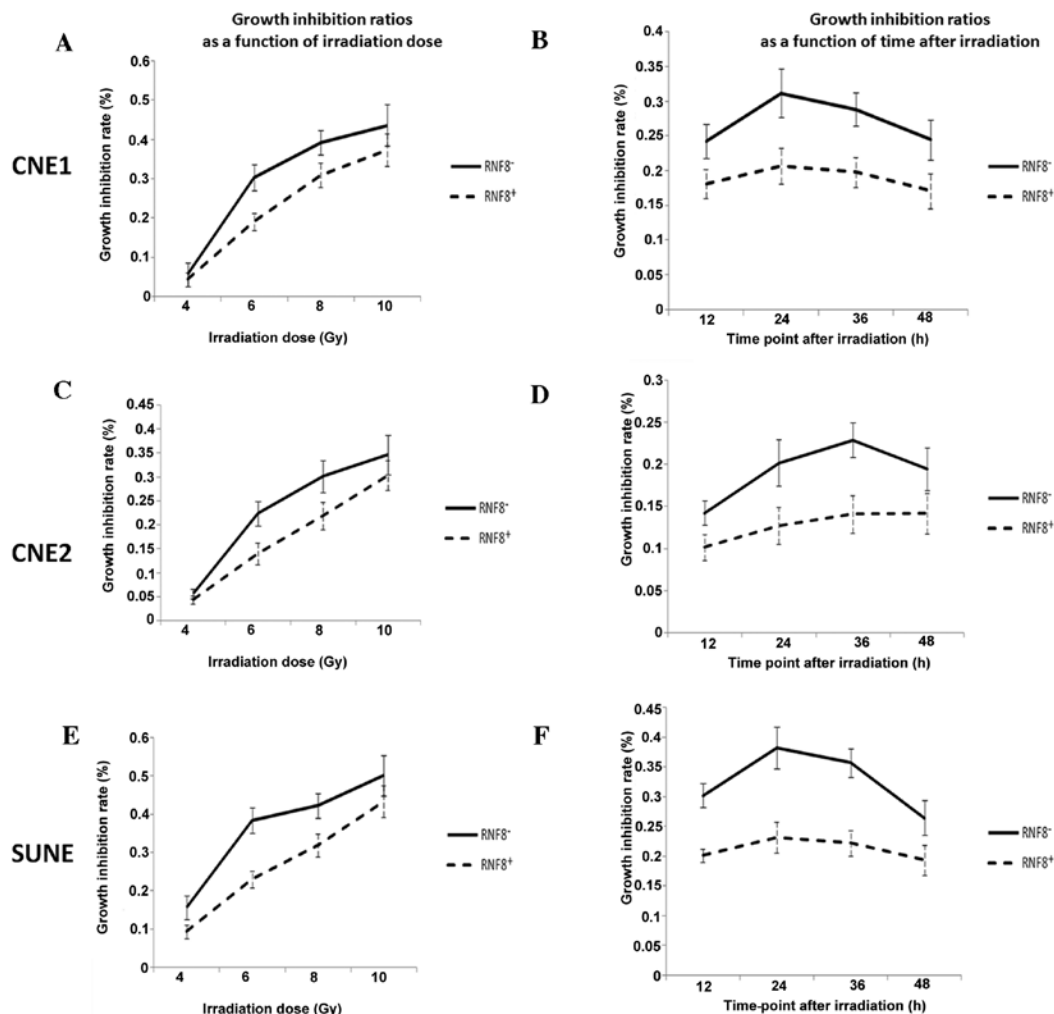 Growth inhibition ratios
as a function of irradiation dose
Growth inhibition ratios
as a function of time after irradiation
CNE1
A
Growth inhibition rate (%)
0.6
0.5
0.4
0.3
0.2
0.1
0
4 6 8 10
Irradiation dose (Gy)
RNF8-
RNF8+
B
Growth inhibition rate (%)
0.4
0.35
0.3
0.25
0.2
0.15
0.1
0.05
0
12 24 36 48
Time point after irradiation (h)
RNF8-
RNF8+
CNE2
C
Growth inhibition rate (%)
0.45
0.4
0.35
0.3
0.25
0.2
0.15
0.1
0.05
0
4 6 8 10
Irradiation dose (Gy)
RNF8-
RNF8+
D
Growth inhibition rate (%)
0.3
0.25
0.2
0.15
0.1
0.05
0
12 24 36 48
Time point after irradiation (h)
RNF8-
RNF8+
SUNE
E
Growth inhibition rate (%)
0.6
0.5
0.4
0.3
0.2
0.1
0
4 6 8 10
Irradiation dose (Gy)
RNF8-
RNF8+
F
Growth inhibition rate (%)
0.45
0.4
0.35
0.3
0.25
0.2
0.15
0.1
0.05
0
12 24 36 48
Time-point after irradiation (h)
RNF8-
RNF8+